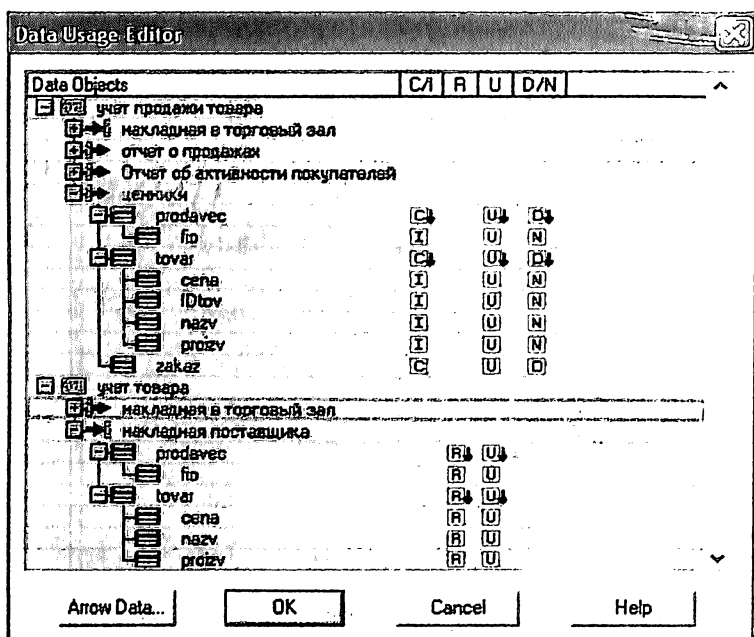 Data Usage Editor
Data Objects C/I R U D/N
учет продажи товара
накладная в торговый зал
отчет о продажах
Отчет об активности покупателей
ценники
prodavec C U D
fio I U N
tovar C U D
cena I U N
IDtov I U N
nazv I U N
proizv I U N
zakaz C U D
учет товара
накладная в торговый зал
накладная поставщика
prodavec R U
fio R U
tovar R U
cena R U
nazv R U
proizv R U
Arrow Data... OK Cancel Help